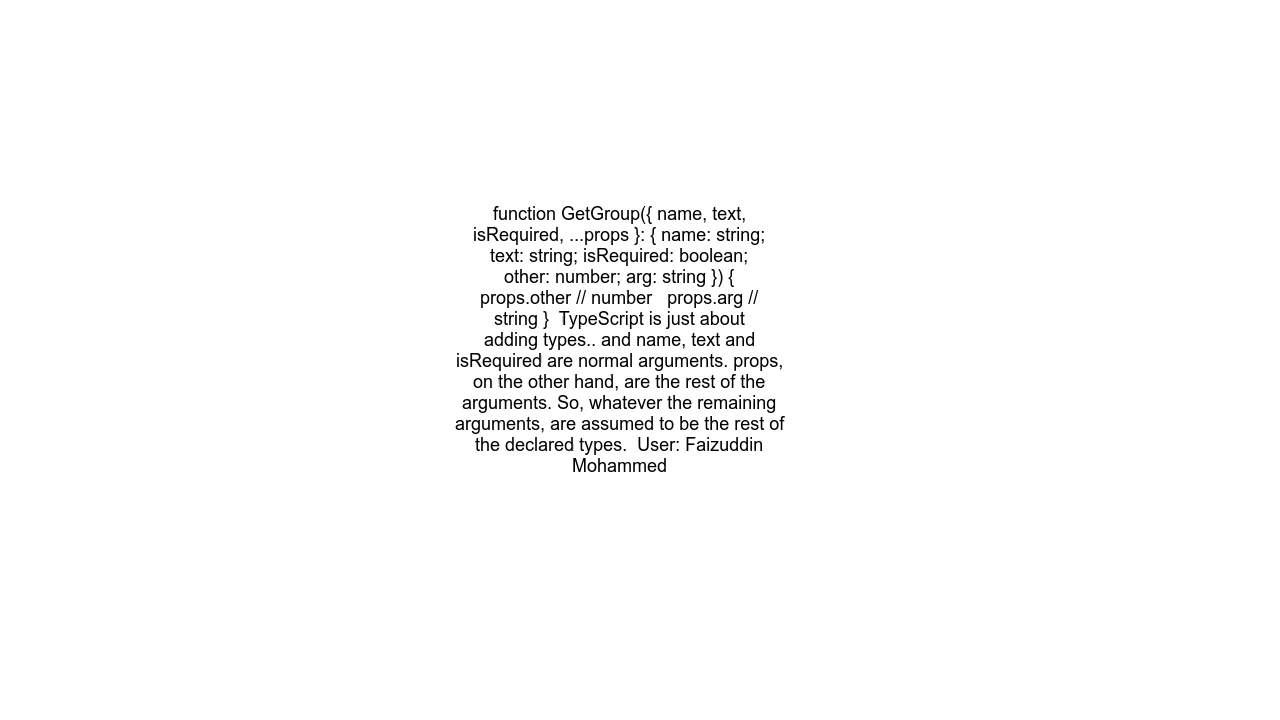 function GetGroup({ name, text,
isRequired, ...props }: { name: string;
text: string; isRequired: boolean;
other: number; arg: string }) {
props.other // number   props.arg //
string }  TypeScript is just about
adding types.. and name, text and
isRequired are normal arguments. props,
on the other hand, are the rest of the
arguments. So, whatever the remaining
arguments, are assumed to be the rest of
the declared types.  User: Faizuddin
Mohammed